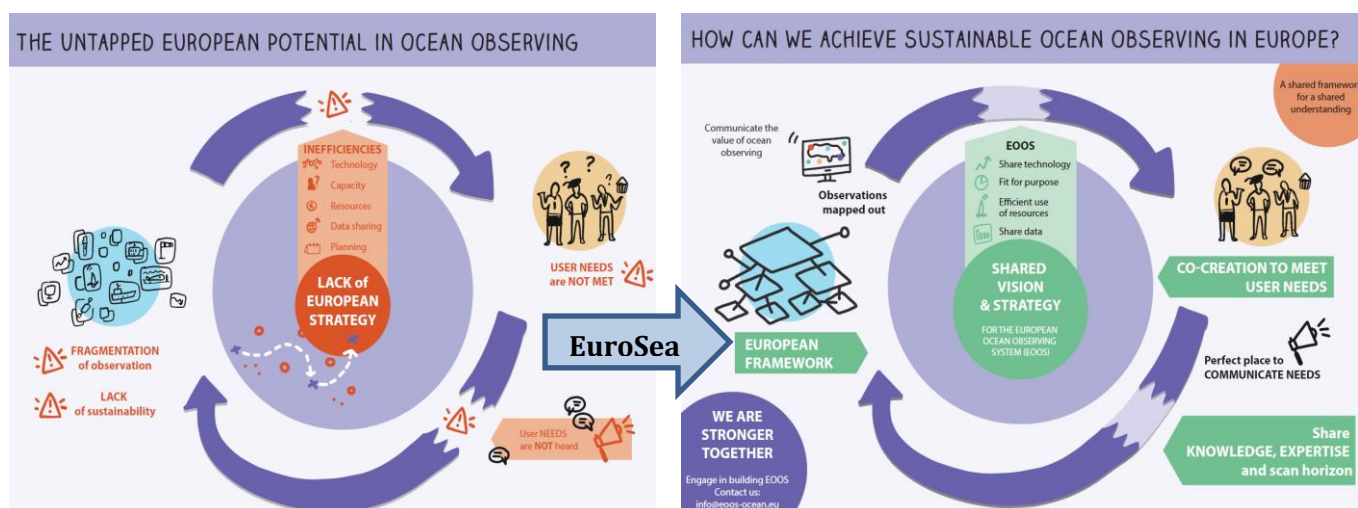 THE UNTAPPED EUROPEAN POTENTIAL IN OCEAN OBSERVING
INEFFICIENCIES
Technology
Capacity
Resources
Data sharing
Planning
LACK of
EUROPEAN
STRATEGY
USER NEEDS
are NOT MET
FRAGMENTATION
of observation
LACK
of sustainability
User NEEDS
are NOT heard
EuroSea
HOW CAN WE ACHIEVE SUSTAINABLE OCEAN OBSERVING IN EUROPE?
A shared framework
for a shared
understanding
Communicate the
value of ocean
observing
Observations
mapped out
EOOS
Share technology
Fit for purpose
Efficient use
of resources
Share data
SHARED
VISION
& STRATEGY
FOR THE EUROPEAN
OCEAN OBSERVING
SYSTEM (EOOS)
CO-CREATION TO MEET
USER NEEDS
EUROPEAN
FRAMEWORK
Perfect place to
COMMUNICATE NEEDS
WE ARE
STRONGER
TOGETHER
Engage in building EOOS
Contact us:
info@eoos-ocean.eu
Share
KNOWLEDGE, EXPERTISE
and scan horizon